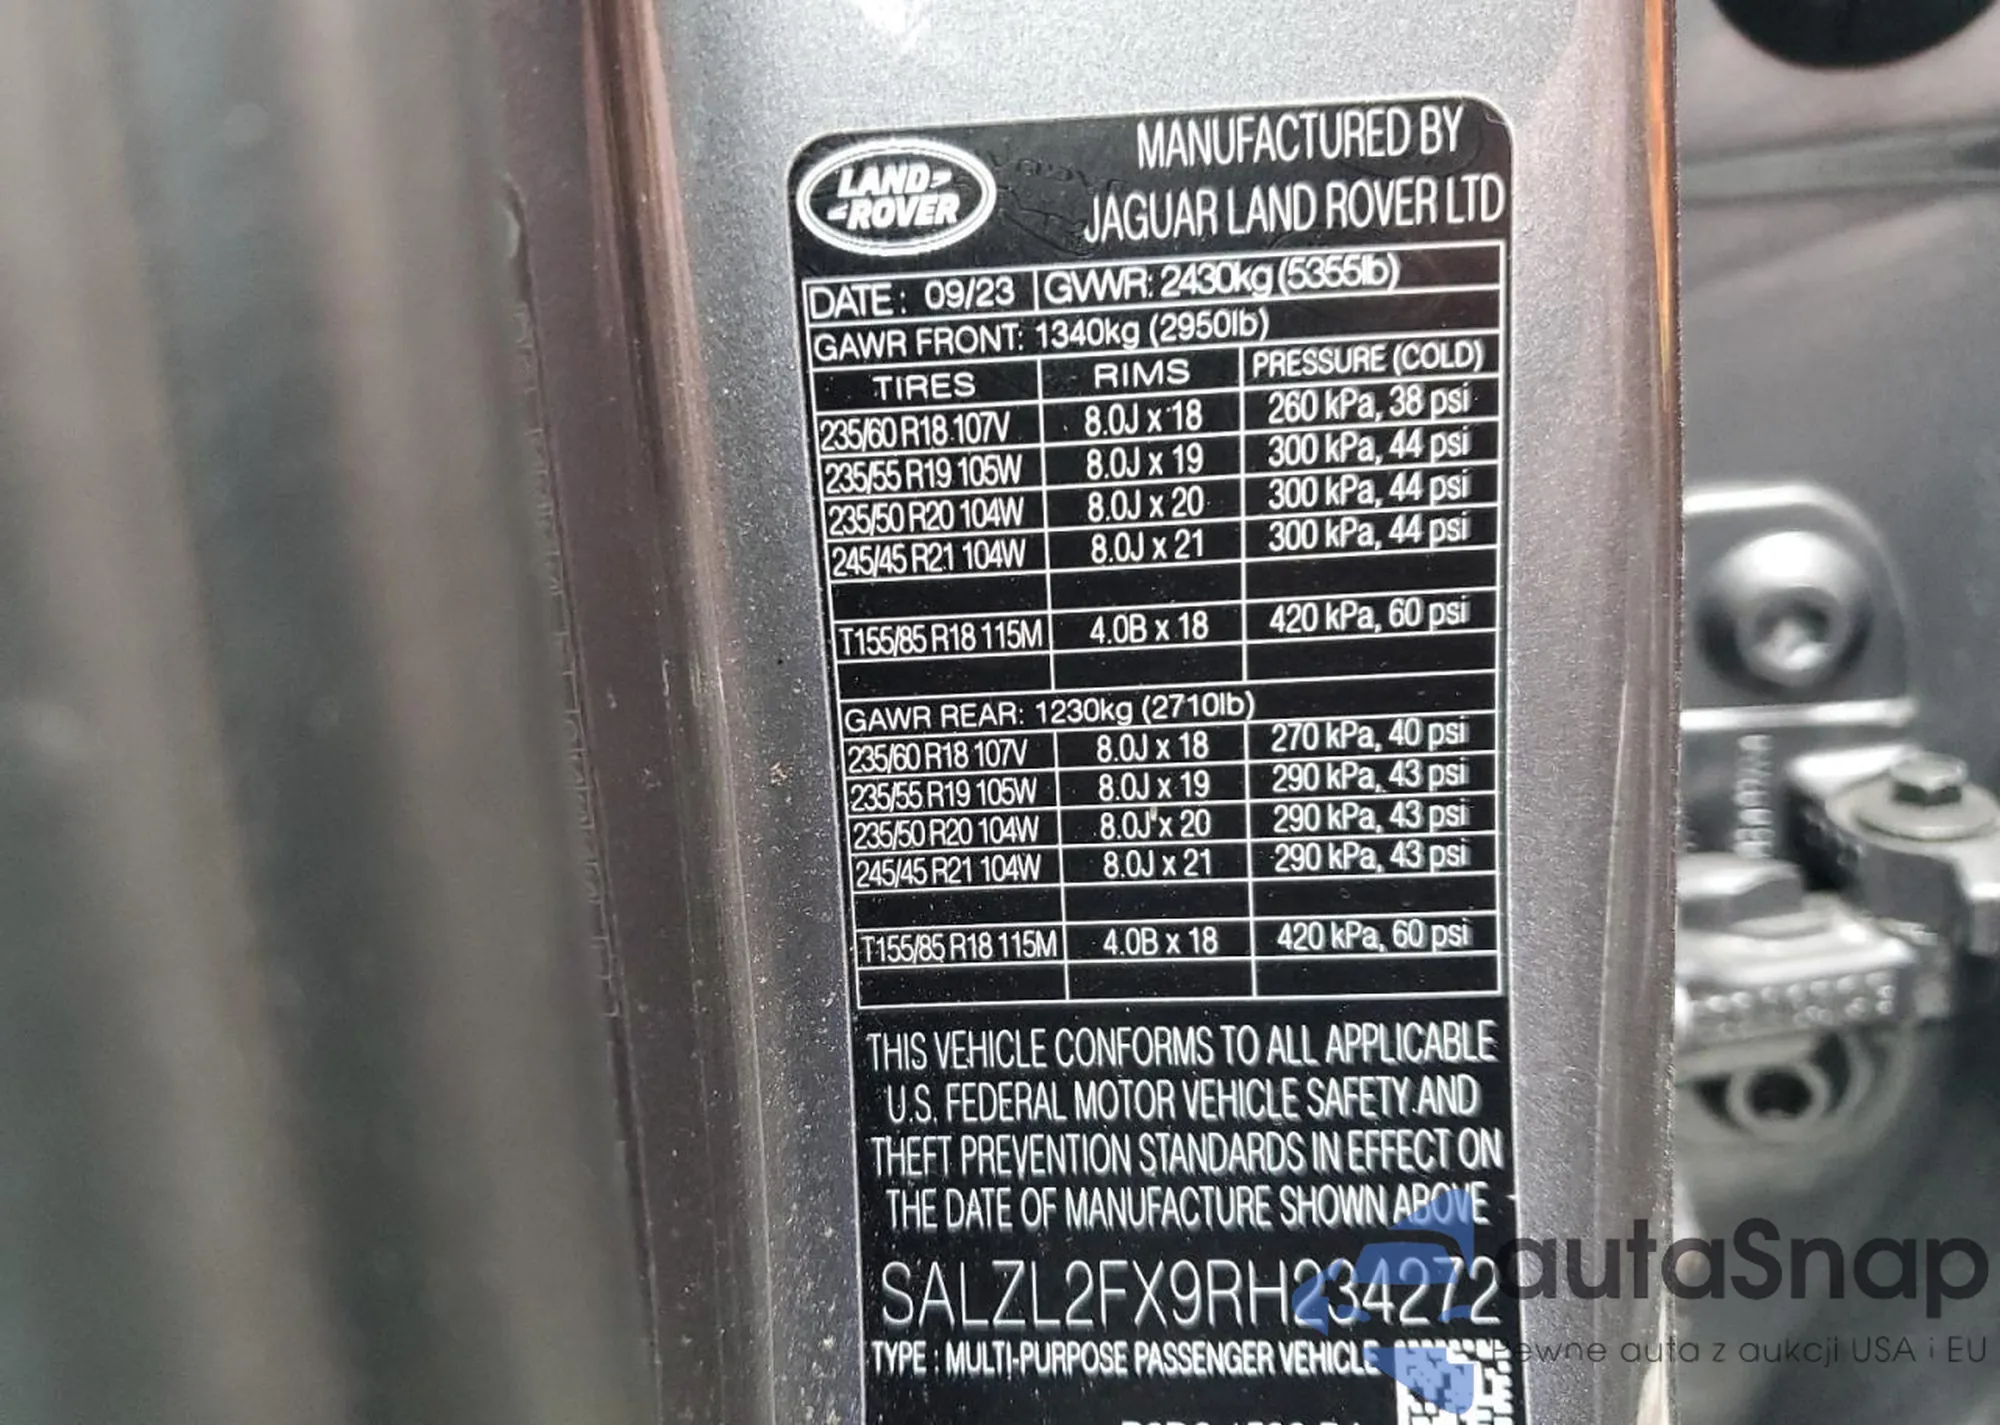 LAND ROVER
MANUFACTURED BY
JAGUAR LAND ROVER LTD
DATE: 09/23 GVWR: 2430kg (5355lb)
GAWR FRONT: 1340kg (2950lb)
TIRES RIMS PRESSURE (COLD)
235/60 R18 107V 8.0J x 18 260 kPa, 38 psi
235/55 R19 105W 8.0J x 19 300 kPa, 44 psi
235/50 R20 104W 8.0J x 20 300 kPa, 44 psi
245/45 R21 104W 8.0J x 21 300 kPa, 44 psi
T155/85 R18 115M 4.0B x 18 420 kPa, 60 psi
GAWR REAR: 1230kg (2710lb)
235/60 R18 107V 8.0J x 18 270 kPa, 40 psi
235/55 R19 105W 8.0J x 19 290 kPa, 43 psi
235/50 R20 104W 8.0J x 20 290 kPa, 43 psi
245/45 R21 104W 8.0J x 21 290 kPa, 43 psi
T155/85 R18 115M 4.0B x 18 420 kPa, 60 psi
THIS VEHICLE CONFORMS TO ALL APPLICABLE
U.S. FEDERAL MOTOR VEHICLE SAFETY AND
THEFT PREVENTION STANDARDS IN EFFECT ON
THE DATE OF MANUFACTURE SHOWN ABOVE
SALZL2FX9RH234272
TYPE : MULTI-PURPOSE PASSENGER VEHICLE
autaSnap
Pewne auta z aukcji USA i EU